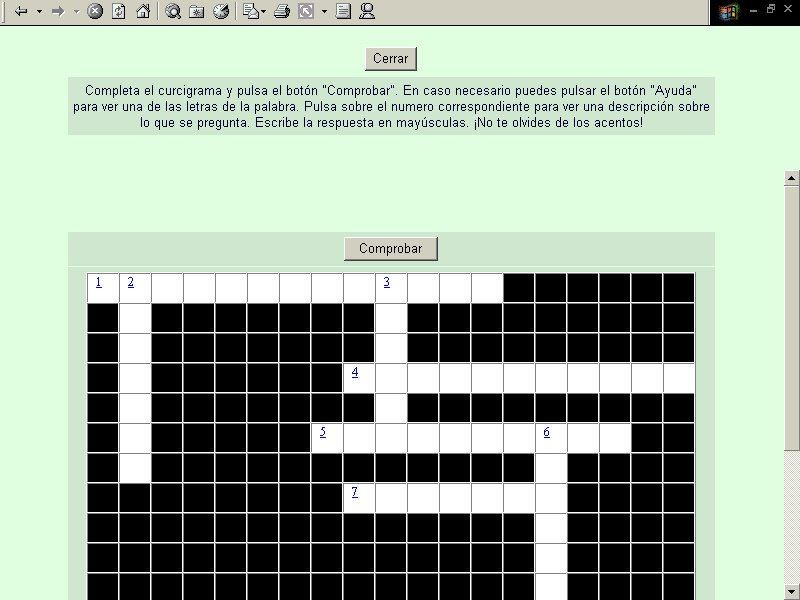 Cerrar
Completa el curcigrama y pulsa el botón "Comprobar". En caso necesario puedes pulsar el botón "Ayuda"
para ver una de las letras de la palabra. Pulsa sobre el numero correspondiente para ver una descripción sobre
lo que se pregunta. Escribe la respuesta en mayúsculas. ¡No te olvides de los acentos!
Comprobar
1 2 3
4
5 6
7